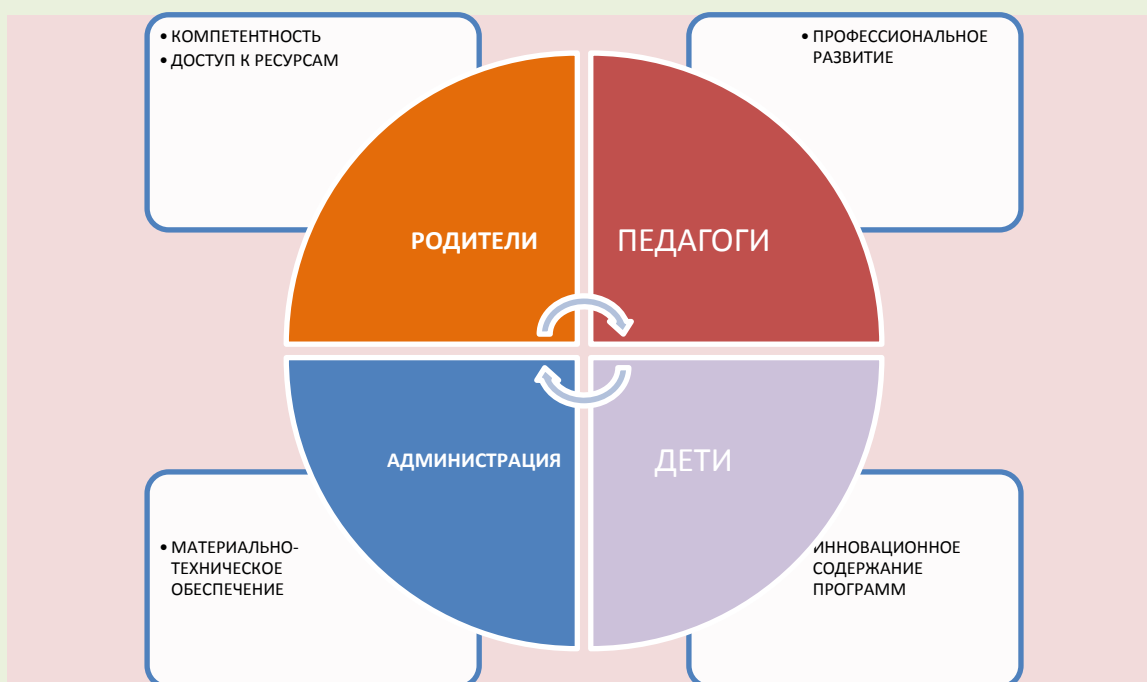 • КОМПЕТЕНТНОСТЬ
• ДОСТУП К РЕСУРСАМ
• ПРОФЕССИОНАЛЬНОЕ
РАЗВИТИЕ
РОДИТЕЛИ
ПЕДАГОГИ
АДМИНИСТРАЦИЯ
ДЕТИ
• МАТЕРИАЛЬНО-
ТЕХНИЧЕСКОЕ
ОБЕСПЕЧЕНИЕ
ИННОВАЦИОННОЕ
СОДЕРЖАНИЕ
ПРОГРАММ